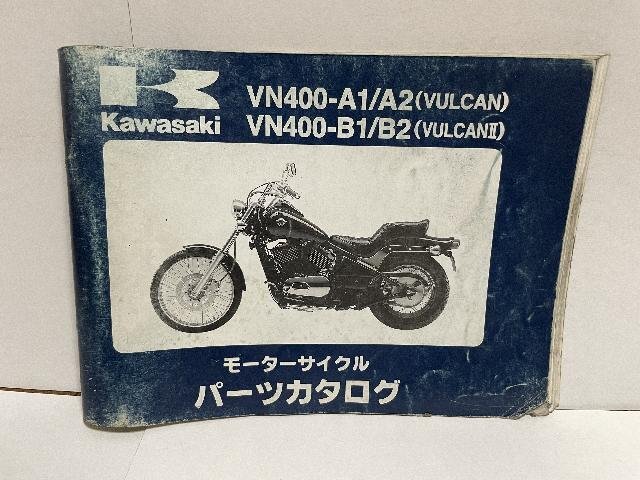 VN400-A1/A2(VULCAN)
Kawasaki
VN400-B1/B2(VULCANⅡ)
モーターサイクル
パーツカタログ